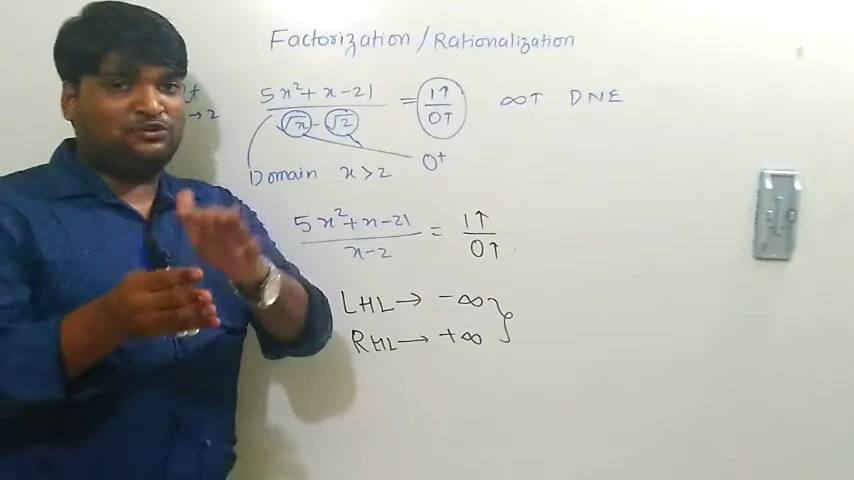 Factorization / Rationalization
lt x → 2 5x² + x - 21 / √x - √2 = 1↑ / 0↑ ∞↑ DNE
0⁺
Domain x > 2
5x² + x - 21 / x - 2 = 1↑ / 0↑
LHL → - ∞
RHL → + ∞ }